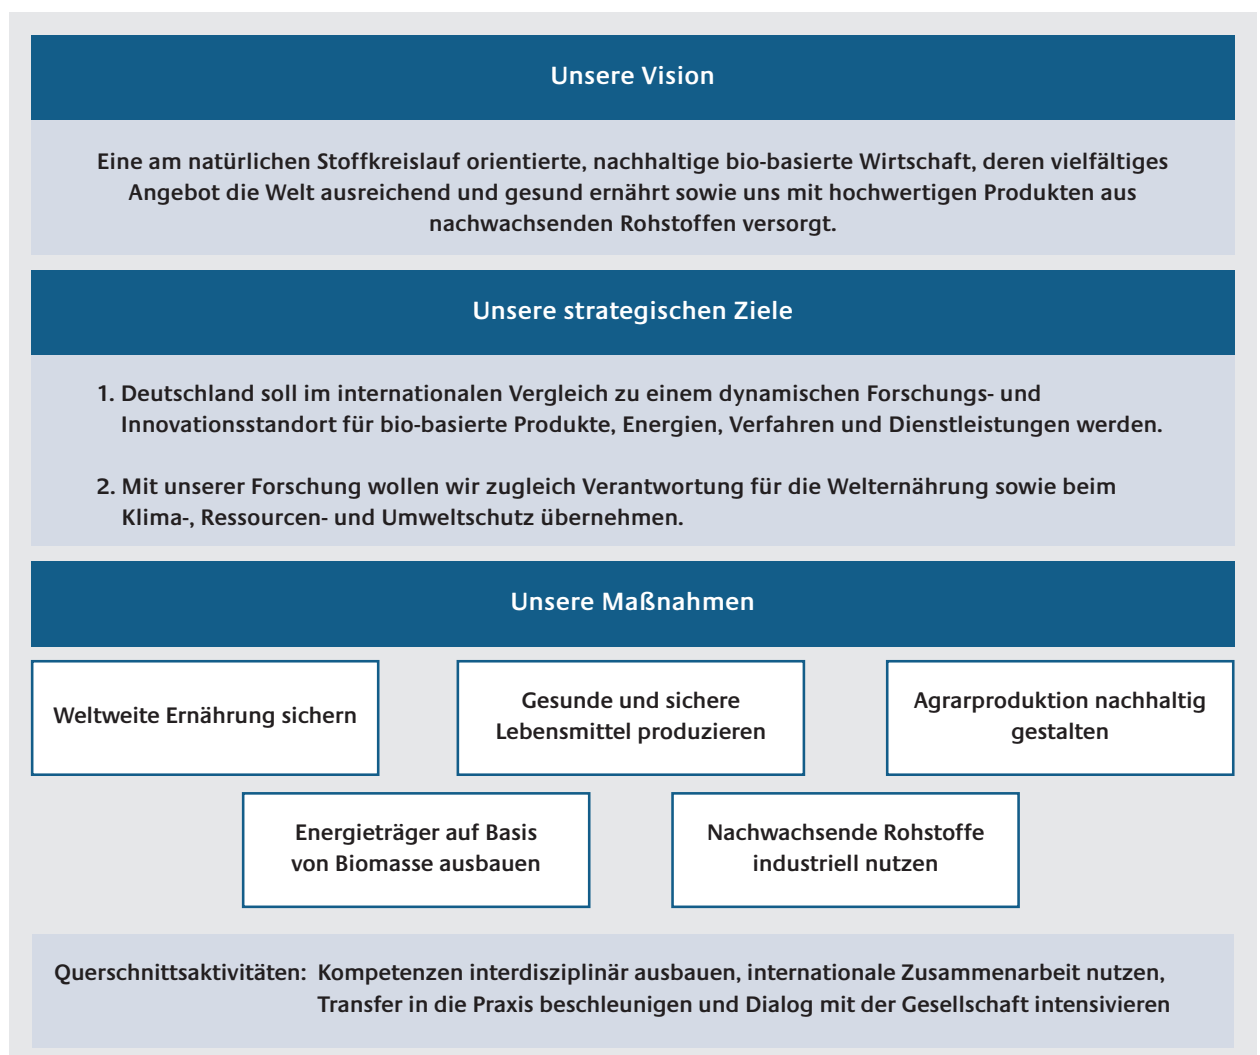 Unsere Vision
Eine am natürlichen Stoffkreislauf orientierte, nachhaltige bio-basierte Wirtschaft, deren vielfältiges
Angebot die Welt ausreichend und gesund ernährt sowie uns mit hochwertigen Produkten aus
nachwachsenden Rohstoffen versorgt.
Unsere strategischen Ziele
1. Deutschland soll im internationalen Vergleich zu einem dynamischen Forschungs- und
Innovationsstandort für bio-basierte Produkte, Energien, Verfahren und Dienstleistungen werden.
2. Mit unserer Forschung wollen wir zugleich Verantwortung für die Welternährung sowie beim
Klima-, Ressourcen- und Umweltschutz übernehmen.
Unsere Maßnahmen
Weltweite Ernährung sichern
Gesunde und sichere
Lebensmittel produzieren
Agrarproduktion nachhaltig
gestalten
Energieträger auf Basis
von Biomasse ausbauen
Nachwachsende Rohstoffe
industriell nutzen
Querschnittsaktivitäten: Kompetenzen interdisziplinär ausbauen, internationale Zusammenarbeit nutzen,
Transfer in die Praxis beschleunigen und Dialog mit der Gesellschaft intensivieren